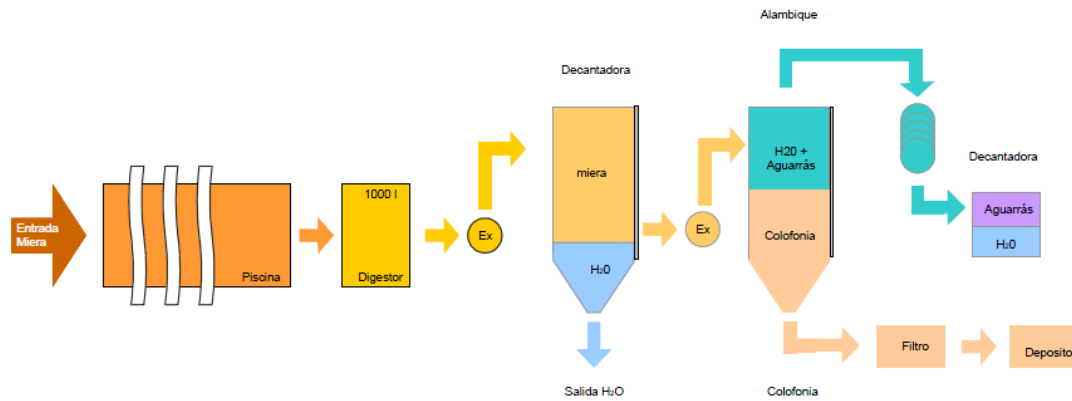 Alambique
Decantadora
1000 l
H20 +
Aguarrás
Decantadora
miera
Entrada
Miera
Ex
Ex
Colofonia
Aguarrás
H₂0
Piscina
Digestor
H₂0
Filtro
Deposito
Salida H₂O
Colofonia